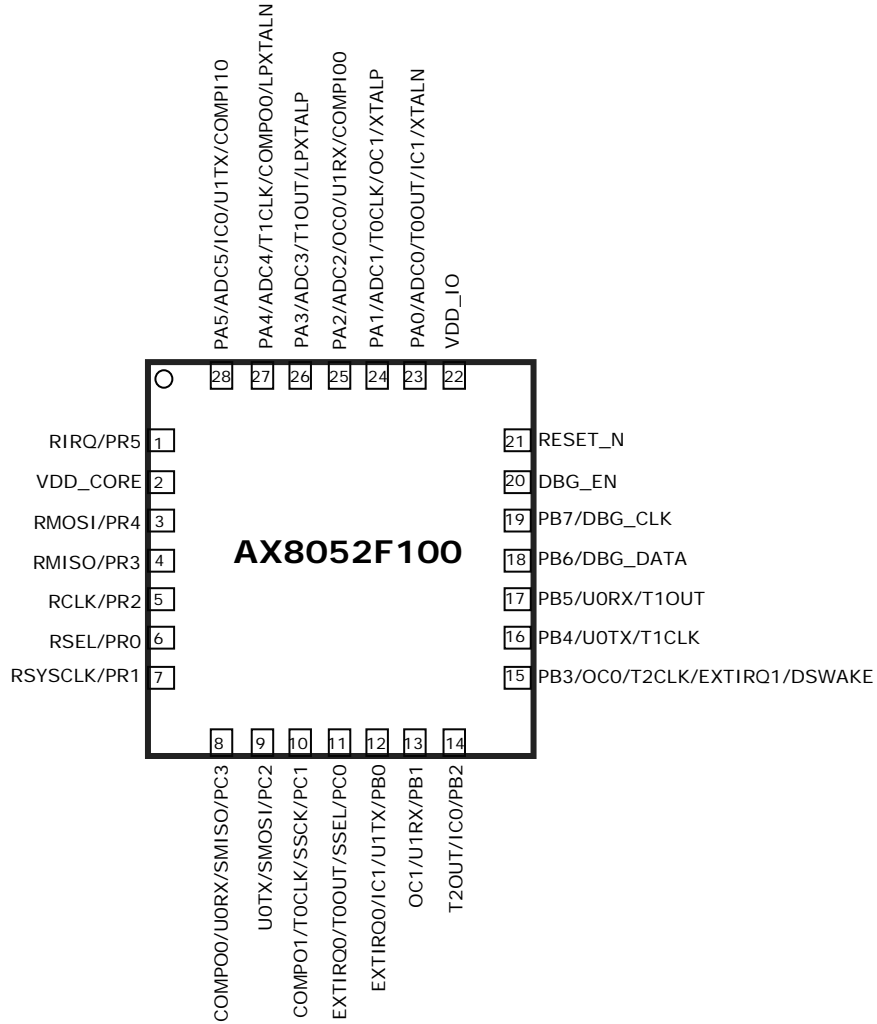 PA5/ADC5/IC0/U1TX/COMPI10
PA4/ADC4/T1CLK/COMPO0/LPXTALN
PA3/ADC3/T1OUT/LPXTALP
PA2/ADC2/OC0/U1RX/COMPI00
PA1/ADC1/T0CLK/OC1/XTALP
PA0/ADC0/T0OUT/IC1/XTALN
VDD_IO
28
27
26
25
24
23
22
RIRQ/PR5
1
VDD_CORE
2
RMOSI/PR4
3
RMISO/PR3
4
RCLK/PR2
5
RSEL/PR0
6
RSYSCLK/PR1
7
AX8052F100
21
RESET_N
20
DBG_EN
19
PB7/DBG_CLK
18
PB6/DBG_DATA
17
PB5/U0RX/T1OUT
16
PB4/U0TX/T1CLK
15
PB3/OC0/T2CLK/EXTIRQ1/DSWAKE
8
9
10
11
12
13
14
COMPO0/U0RX/SMISO/PC3
U0TX/SMOSI/PC2
COMPO1/T0CLK/SSCK/PC1
EXTIRQ0/T0OUT/SSEL/PC0
EXTIRQ0/IC1/U1TX/PB0
OC1/U1RX/PB1
T2OUT/IC0/PB2